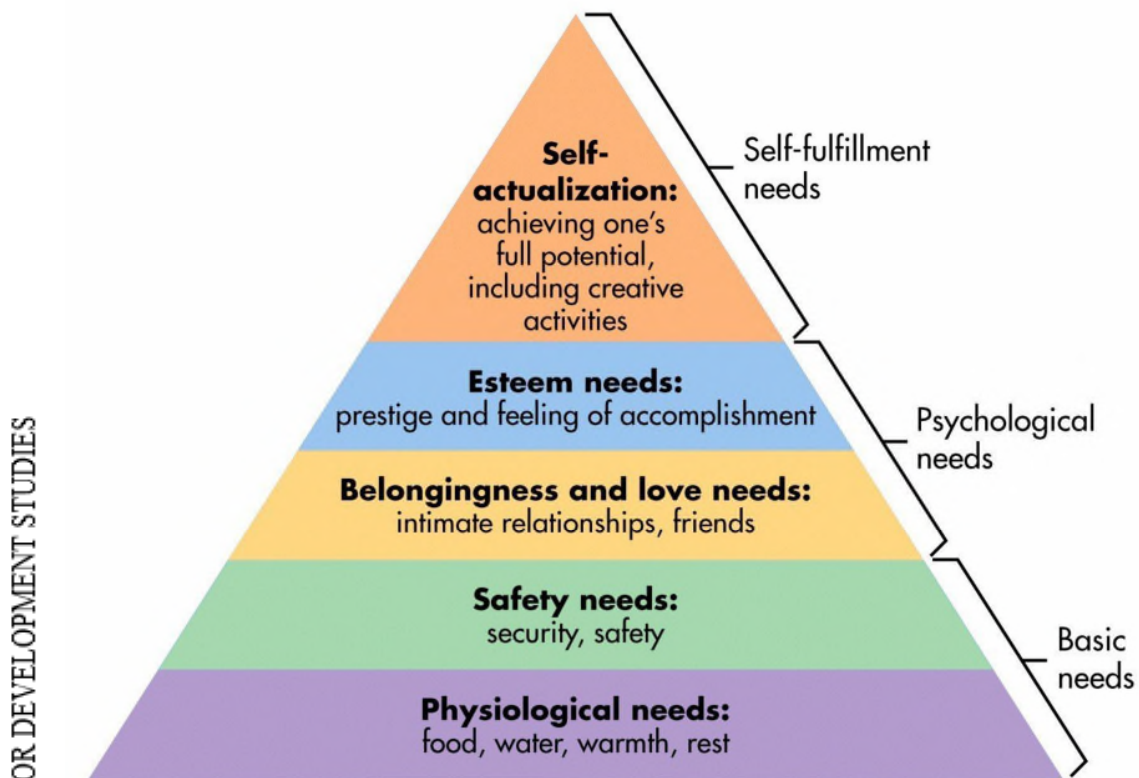 Self-
actualization:
achieving one's
full potential,
including creative
activities
Self-fulfillment
needs
Esteem needs:
prestige and feeling of accomplishment
Psychological
needs
Belongingness and love needs:
intimate relationships, friends
Safety needs:
security, safety
Basic
needs
Physiological needs:
food, water, warmth, rest
OR DEVELOPMENT STUDIES